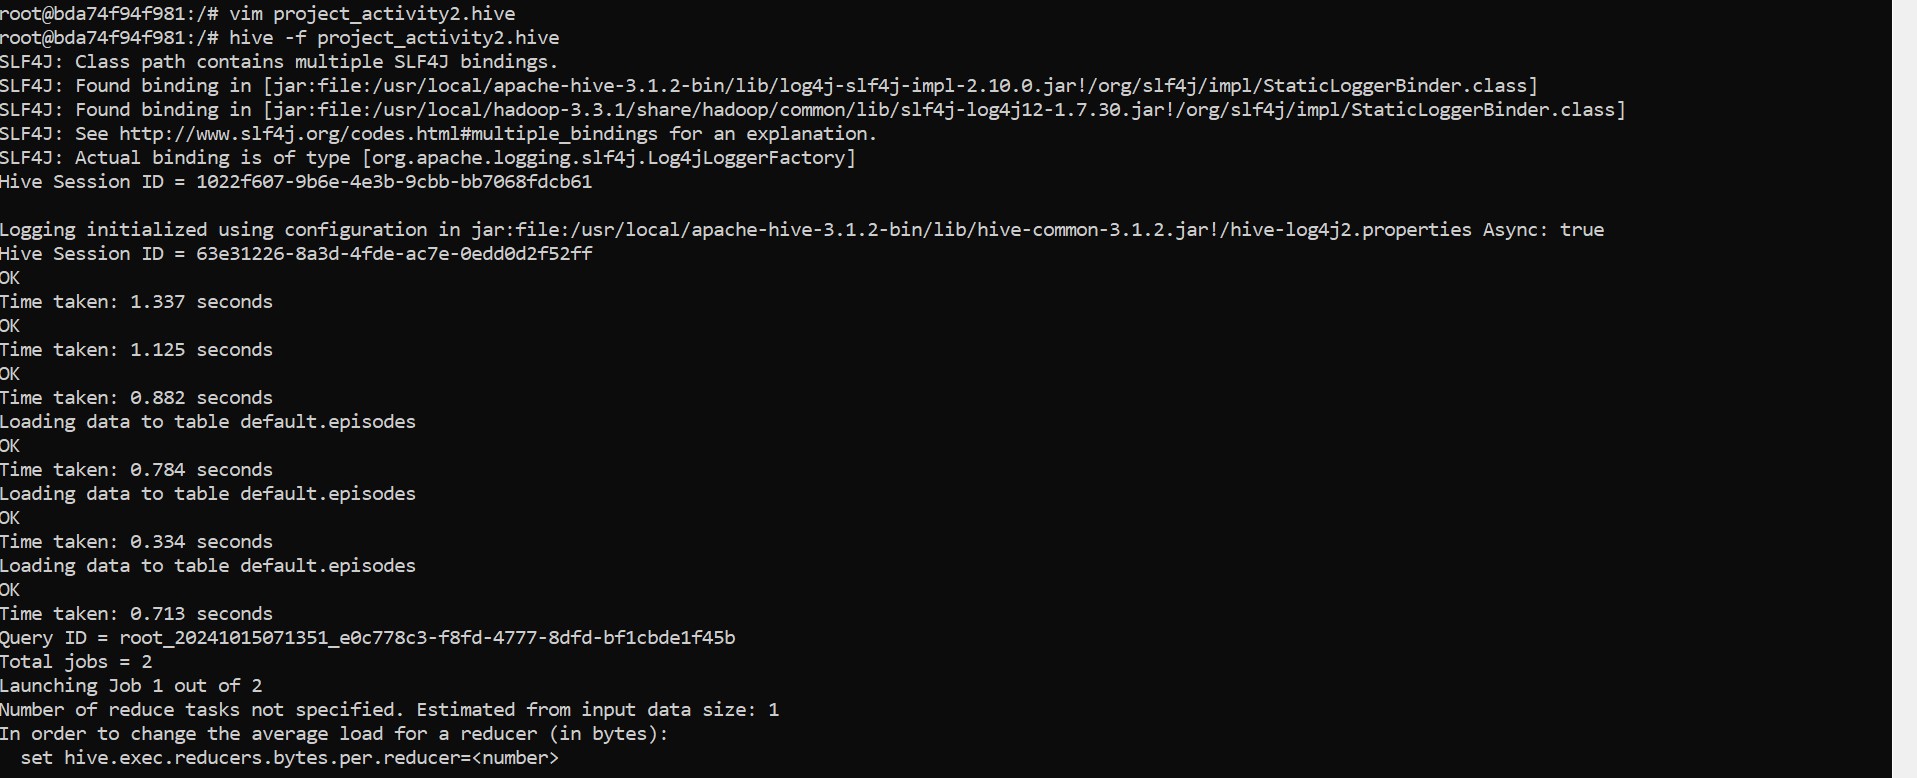 root@bda74f94f981:/# vim project_activity2.hive
root@bda74f94f981:/# hive -f project_activity2.hive
SLF4J: Class path contains multiple SLF4J bindings.
SLF4J: Found binding in [jar:file:/usr/local/apache-hive-3.1.2-bin/lib/log4j-slf4j-impl-2.10.0.jar!/org/slf4j/impl/StaticLoggerBinder.class]
SLF4J: Found binding in [jar:file:/usr/local/hadoop-3.3.1/share/hadoop/common/lib/slf4j-log4j12-1.7.30.jar!/org/slf4j/impl/StaticLoggerBinder.class]
SLF4J: See http://www.slf4j.org/codes.html#multiple_bindings for an explanation.
SLF4J: Actual binding is of type [org.apache.logging.slf4j.Log4jLoggerFactory]
Hive Session ID = 1022f607-9b6e-4e3b-9cbb-bb7068fdcb61
Logging initialized using configuration in jar:file:/usr/local/apache-hive-3.1.2-bin/lib/hive-common-3.1.2.jar!/hive-log4j2.properties Async: true
Hive Session ID = 63e31226-8a3d-4fde-ac7e-0edd0d2f52ff
OK
Time taken: 1.337 seconds
OK
Time taken: 1.125 seconds
OK
Time taken: 0.882 seconds
Loading data to table default.episodes
OK
Time taken: 0.784 seconds
Loading data to table default.episodes
OK
Time taken: 0.334 seconds
Loading data to table default.episodes
OK
Time taken: 0.713 seconds
Query ID = root_20241015071351_e0c778c3-f8fd-4777-8dfd-bf1cbde1f45b
Total jobs = 2
Launching Job 1 out of 2
Number of reduce tasks not specified. Estimated from input data size: 1
In order to change the average load for a reducer (in bytes):
  set hive.exec.reducers.bytes.per.reducer=<number>